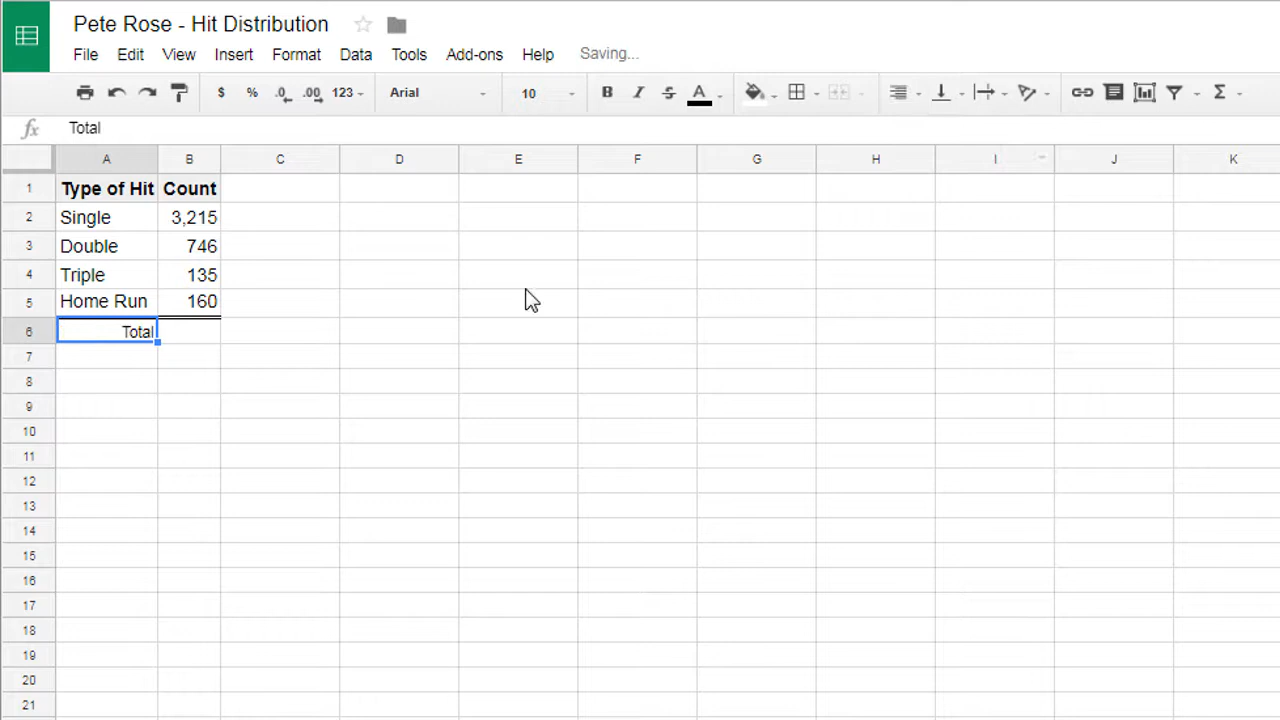 Pete Rose - Hit Distribution
File Edit View Insert Format Data Tools Add-ons Help Saving...
$ % .0 .00 123 Arial 10 B I S A Σ
fx Total
A B C D E F G H I J K
1 Type of Hit Count
2 Single 3,215
3 Double 746
4 Triple 135
5 Home Run 160
6 Total
7
8
9
10
11
12
13
14
15
16
17
18
19
20
21